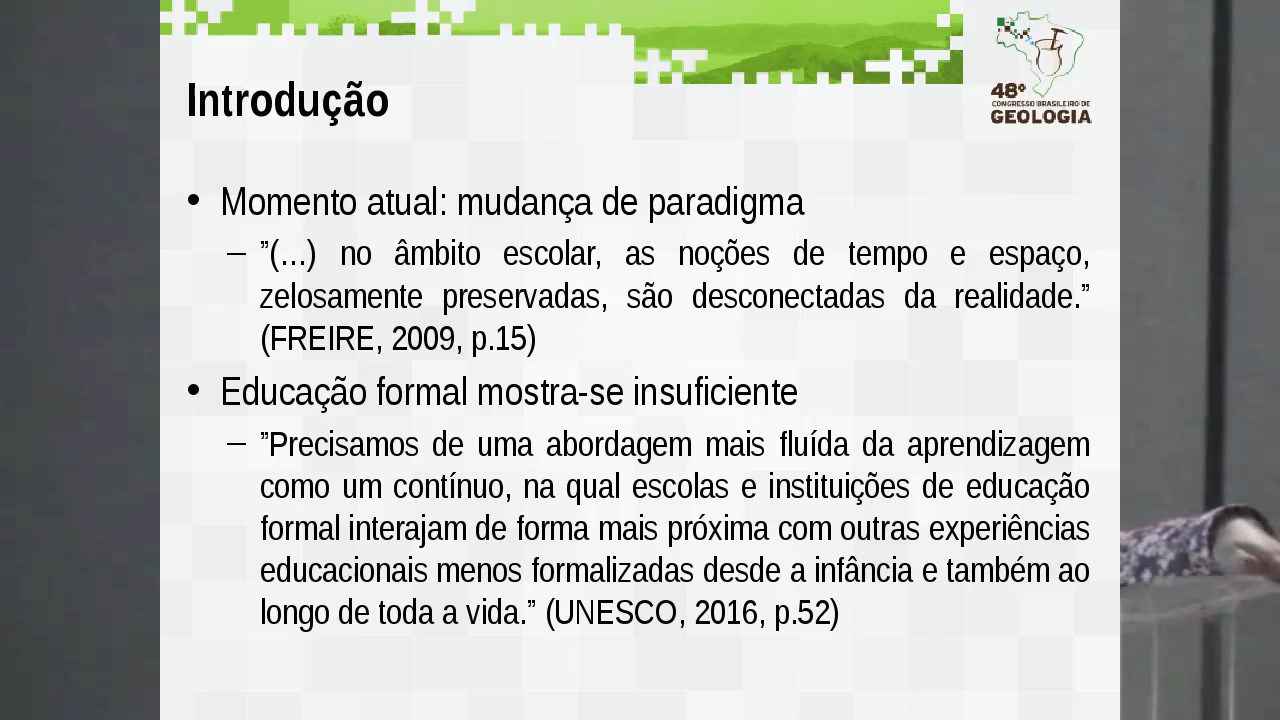 48º
CONGRESSO BRASILEIRO DE
GEOLOGIA
Introdução
• Momento atual: mudança de paradigma
– ”(…) no âmbito escolar, as noções de tempo e espaço,
zelosamente preservadas, são desconectadas da realidade.”
(FREIRE, 2009, p.15)
• Educação formal mostra-se insuficiente
– ”Precisamos de uma abordagem mais fluída da aprendizagem
como um contínuo, na qual escolas e instituições de educação
formal interajam de forma mais próxima com outras experiências
educacionais menos formalizadas desde a infância e também ao
longo de toda a vida.” (UNESCO, 2016, p.52)